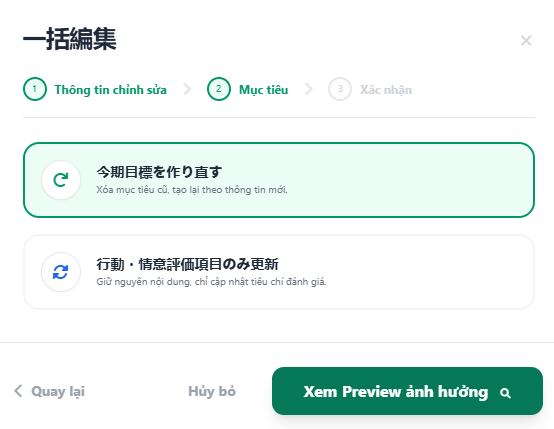 一括編集
1 Thông tin chỉnh sửa 2 Mục tiêu 3 Xác nhận
今期目標を作り直す
Xóa mục tiêu cũ, tạo lại theo thông tin mới.
行動・情意評価項目のみ更新
Giữ nguyên nội dung, chỉ cập nhật tiêu chí đánh giá.
Quay lại Hủy bỏ Xem Preview ảnh hưởng